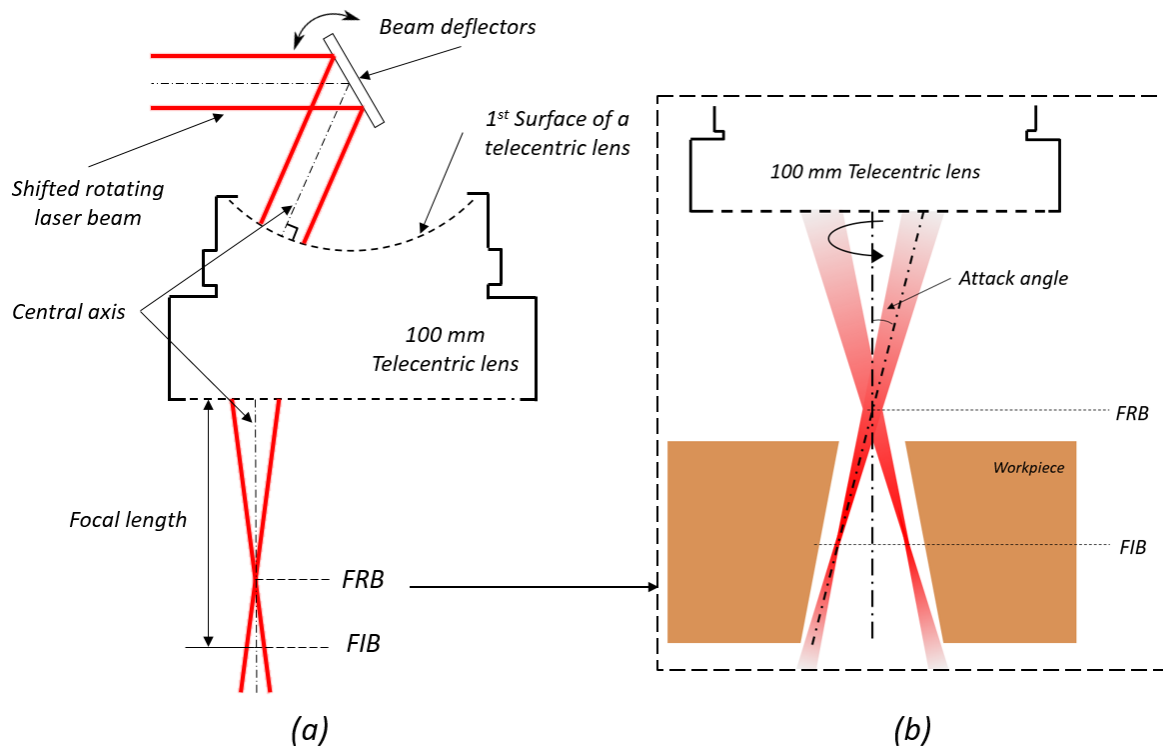 Beam deflectors
1st Surface of a
telecentric lens
Shifted rotating
laser beam
Central axis
100 mm
Telecentric lens
Focal length
FRB
FIB
(a)
100 mm Telecentric lens
Attack angle
FRB
Workpiece
FIB
(b)